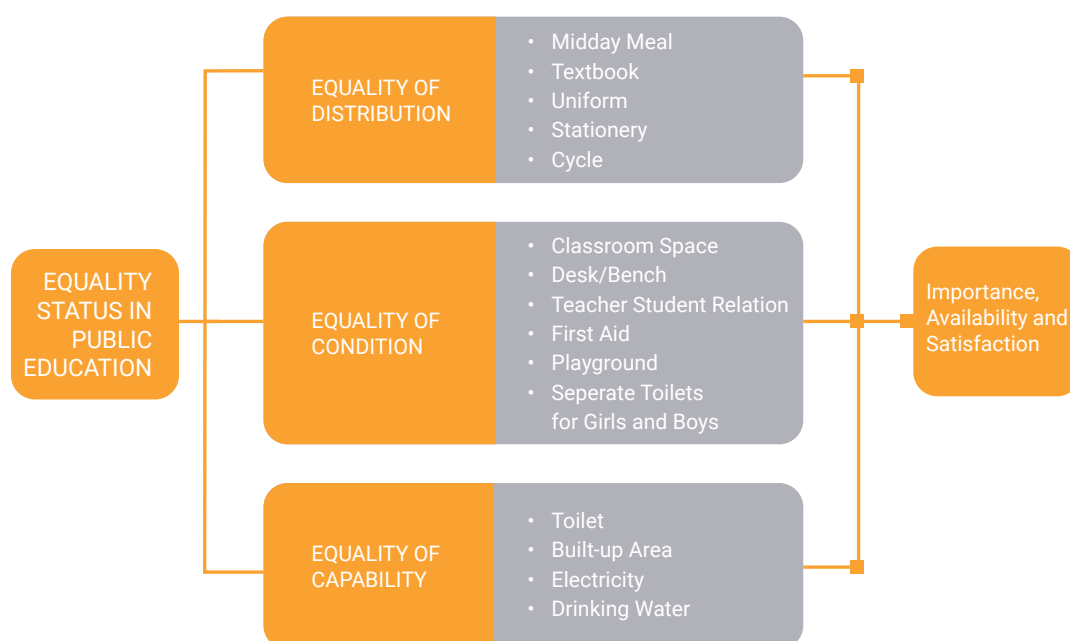 EQUALITY
STATUS IN
PUBLIC
EDUCATION
EQUALITY OF
DISTRIBUTION
• Midday Meal
• Textbook
• Uniform
• Stationery
• Cycle
EQUALITY OF
CONDITION
• Classroom Space
• Desk/Bench
• Teacher Student Relation
• First Aid
• Playground
• Seperate Toilets
for Girls and Boys
EQUALITY OF
CAPABILITY
• Toilet
• Built-up Area
• Electricity
• Drinking Water
Importance,
Availability and
Satisfaction